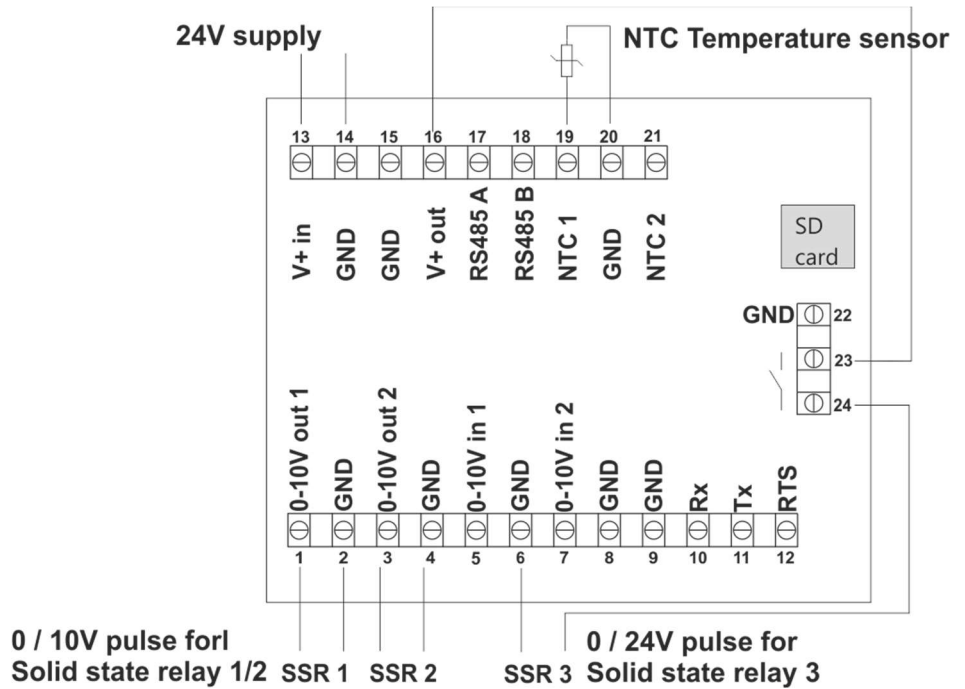 24V supply
NTC Temperature sensor
13 14 15 16 17 18 19 20 21
V+ in
GND
GND
V+ out
RS485 A
RS485 B
NTC 1
GND
NTC 2
SD
card
GND 22
23
24
0-10V out 1
GND
0-10V out 2
GND
0-10V in 1
GND
0-10V in 2
GND
GND
Rx
Tx
RTS
1 2 3 4 5 6 7 8 9 10 11 12
0 / 10V pulse forl
Solid state relay 1/2
SSR 1
SSR 2
SSR 3
0 / 24V pulse for
Solid state relay 3